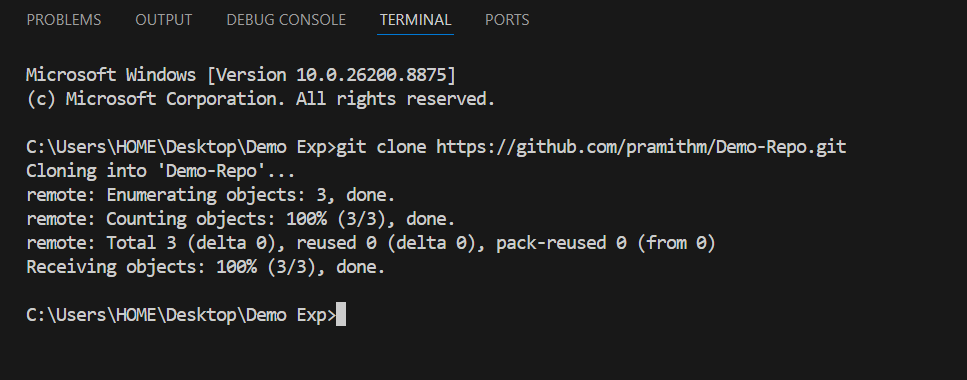 PROBLEMS OUTPUT DEBUG CONSOLE TERMINAL PORTS
Microsoft Windows [Version 10.0.26200.8875]
(c) Microsoft Corporation. All rights reserved.
C:\Users\HOME\Desktop\Demo Exp>git clone https://github.com/pramithm/Demo-Repo.git
Cloning into 'Demo-Repo'...
remote: Enumerating objects: 3, done.
remote: Counting objects: 100% (3/3), done.
remote: Total 3 (delta 0), reused 0 (delta 0), pack-reused 0 (from 0)
Receiving objects: 100% (3/3), done.
C:\Users\HOME\Desktop\Demo Exp>